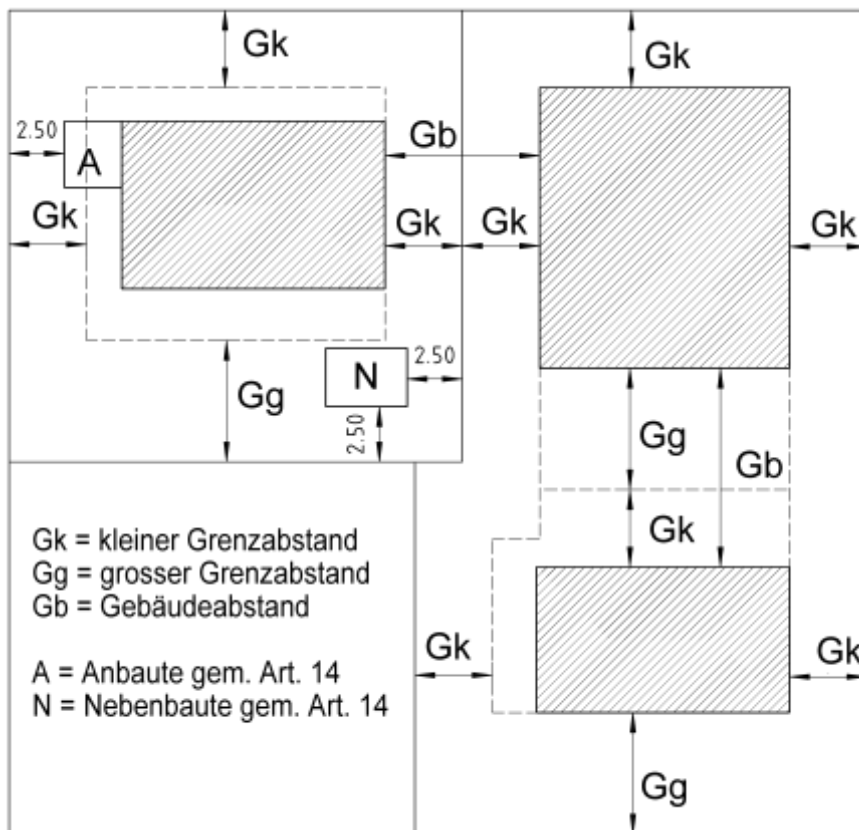 Gk
Gk
2.50
A
Gb
Gk
Gk
Gk
Gk
2.50
N
Gg
2.50
Gg
Gb
Gk
Gk = kleiner Grenzabstand
Gg = grosser Grenzabstand
Gb = Gebäudeabstand
A = Anbaute gem. Art. 14
N = Nebenbaute gem. Art. 14
Gk
Gk
Gg